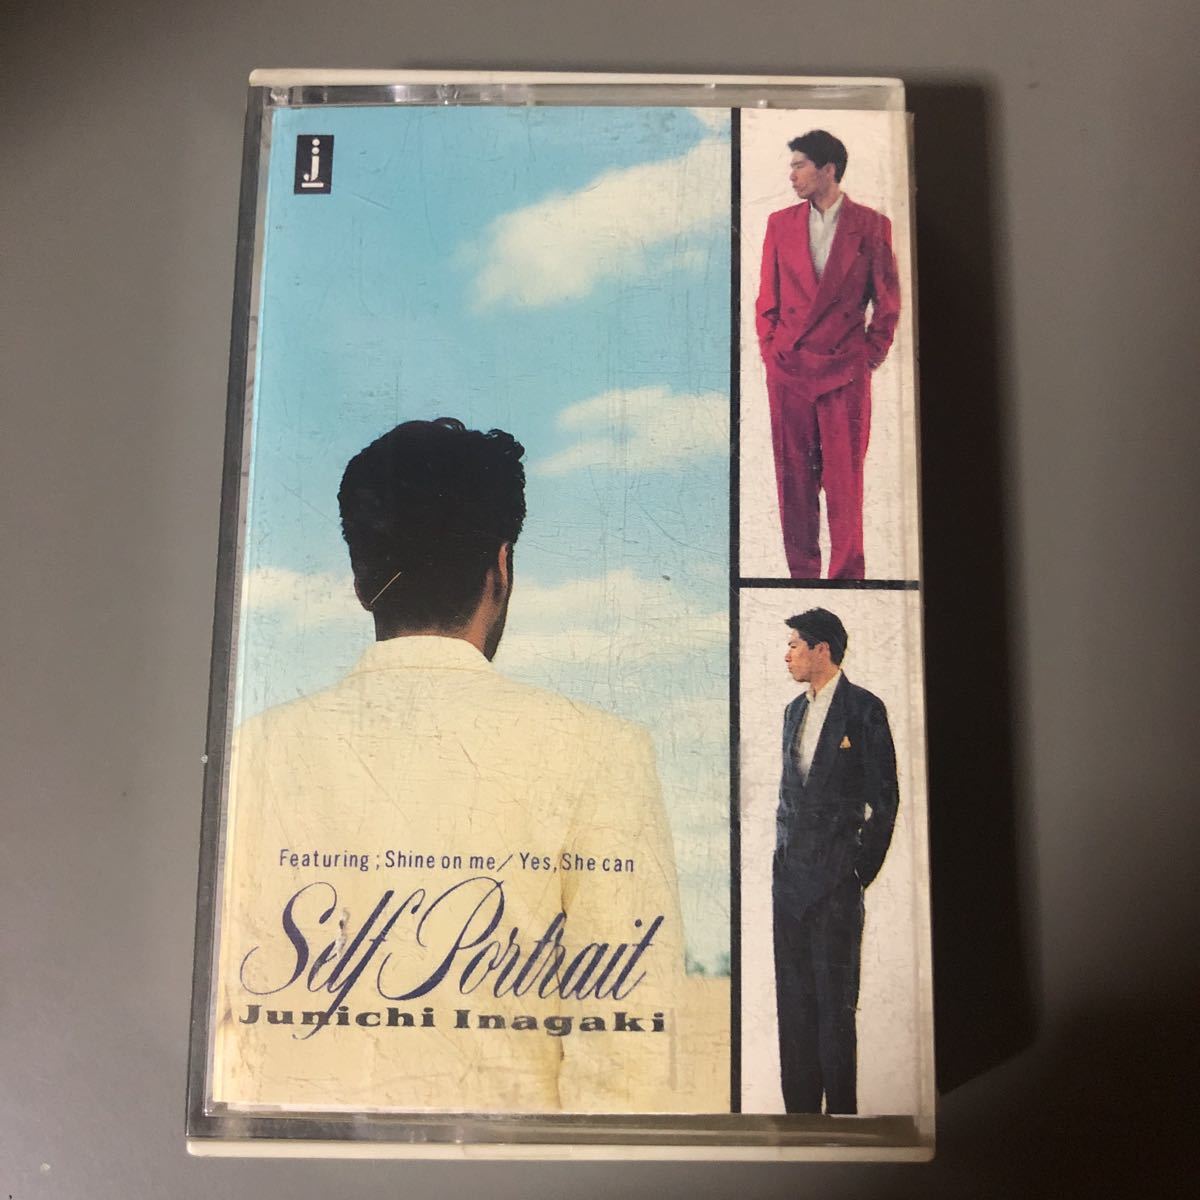 j
Featuring ; Shine on me / Yes, She can
Self Portrait
Junichi Inagaki